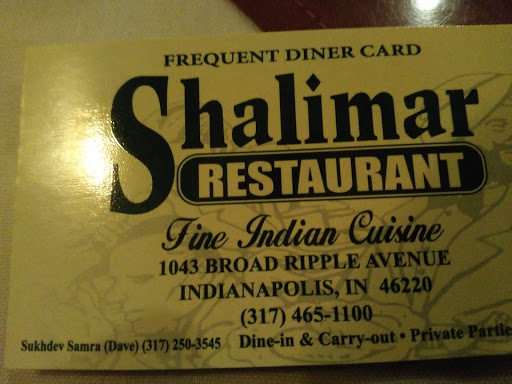 FREQUENT DINER CARD
Shalimar
RESTAURANT
Fine Indian Cuisine
1043 BROAD RIPPLE AVENUE
INDIANAPOLIS, IN 46220
(317) 465-1100
Sukhdev Samra (Dave) (317) 250-3545 Dine-in & Carry-out • Private Partie